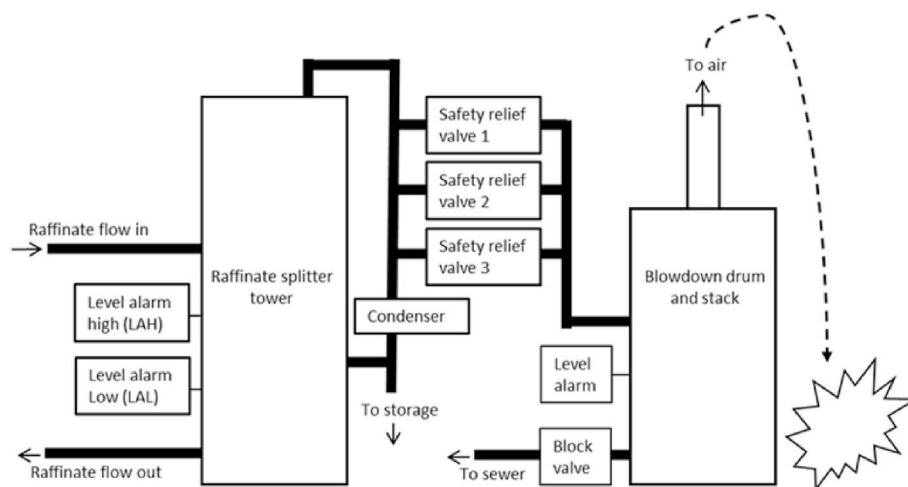 To air
Safety relief
valve 1
Safety relief
valve 2
Raffinate flow in
Safety relief
valve 3
Raffinate splitter
tower
Blowdown drum
and stack
Level alarm
high (LAH)
Condenser
Level alarm
Low (LAL)
Level
alarm
To storage
Raffinate flow out
To sewer
Block
valve